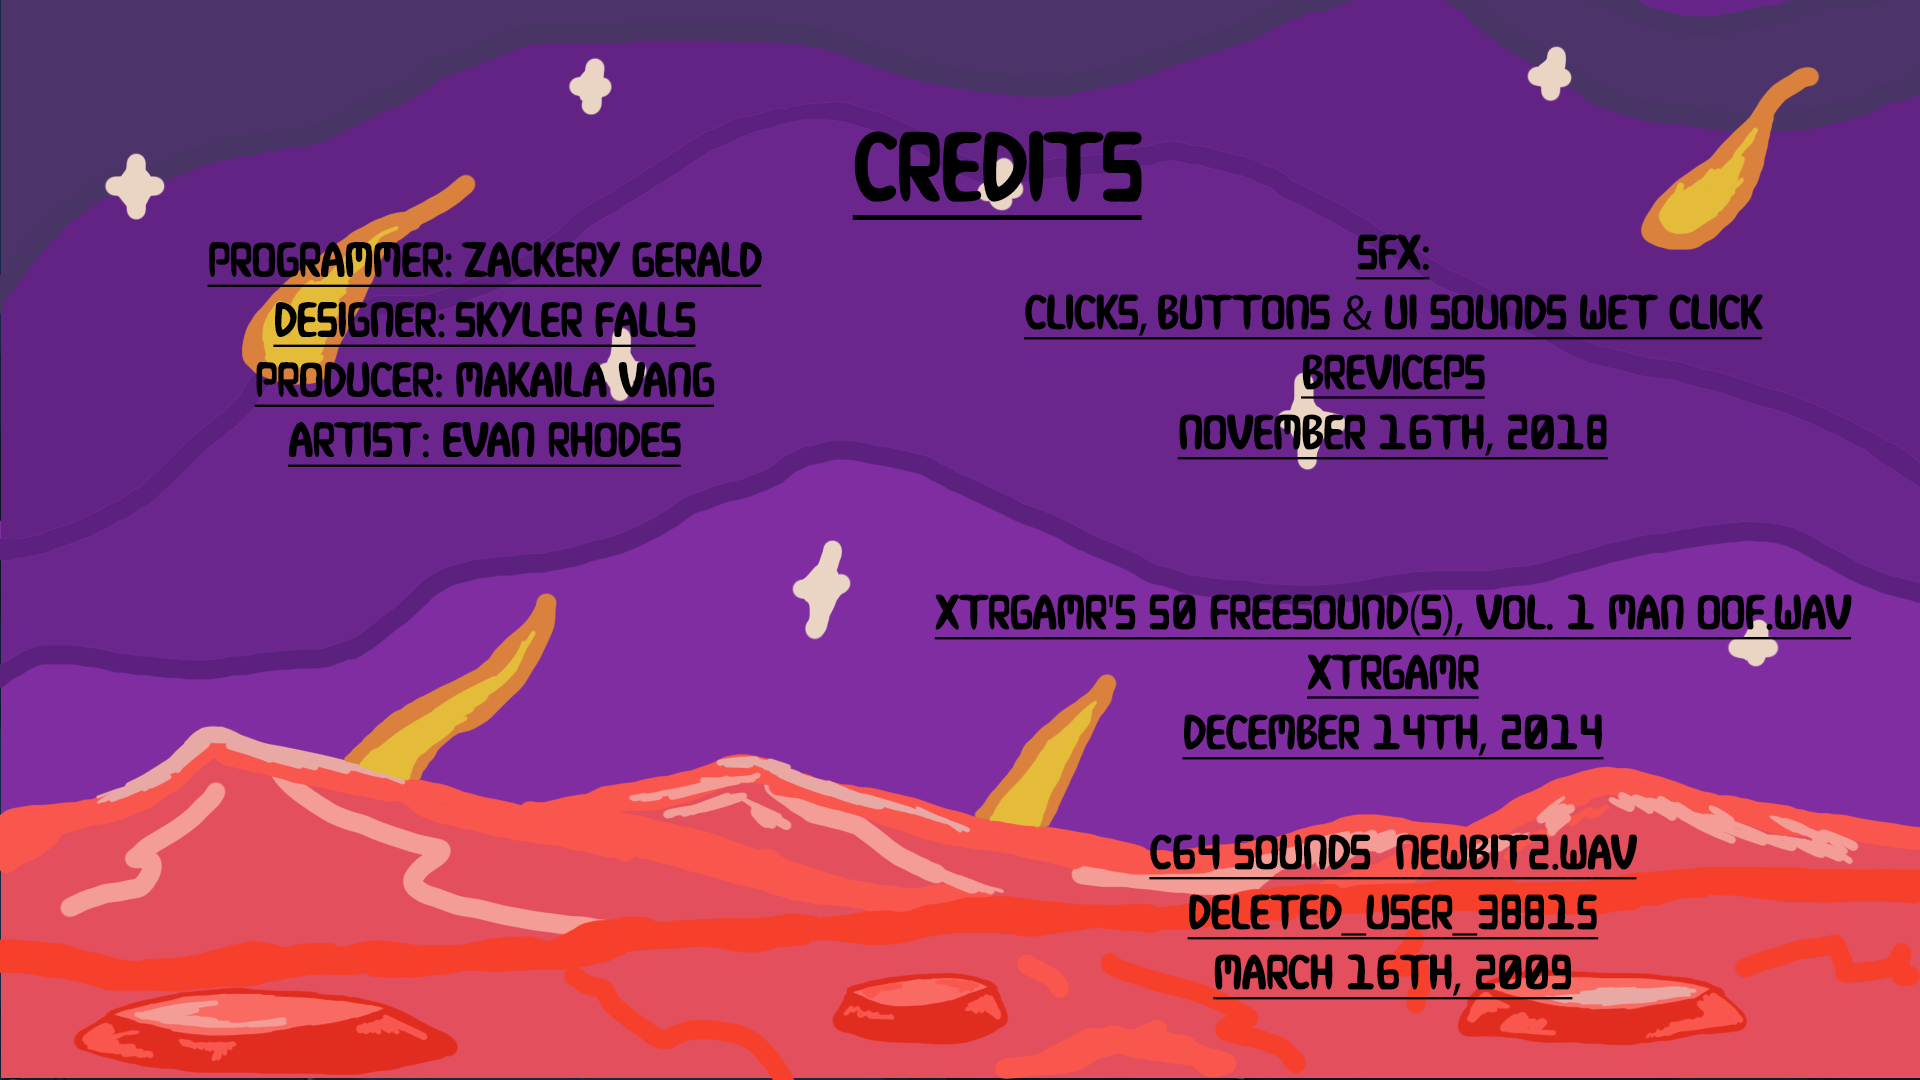 CREDITS
PROGRAMMER: ZACKERY GERALD
DESIGNER: SKYLER FALLS
PRODUCER: MAKAILA VANG
ARTIST: EVAN RHODES
SFX:
CLICKS, BUTTONS & UI SOUNDS WET CLICK
BREVICEPS
NOVEMBER 16TH, 2018
XTRGAMR'S 50 FREESOUND(S), VOL. 1 MAN OOF.WAV
XTRGAMR
DECEMBER 14TH, 2014
C64 SOUNDS NEWBIT2.WAV
DELETED_USER_38815
MARCH 16TH, 2009